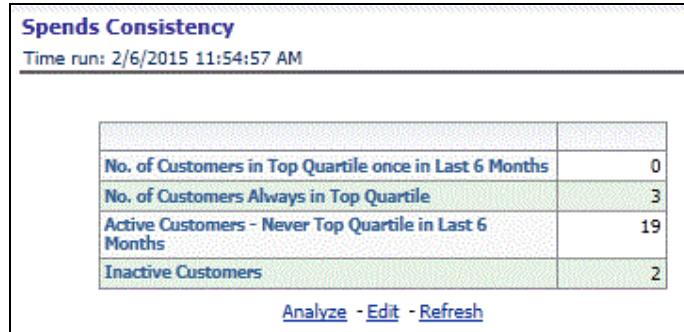 Spends Consistency
Time run: 2/6/2015 11:54:57 AM
No. of Customers in Top Quartile once in Last 6 Months 0
No. of Customers Always in Top Quartile 3
Active Customers - Never Top Quartile in Last 6 19
Months
Inactive Customers 2
Analyze - Edit - Refresh